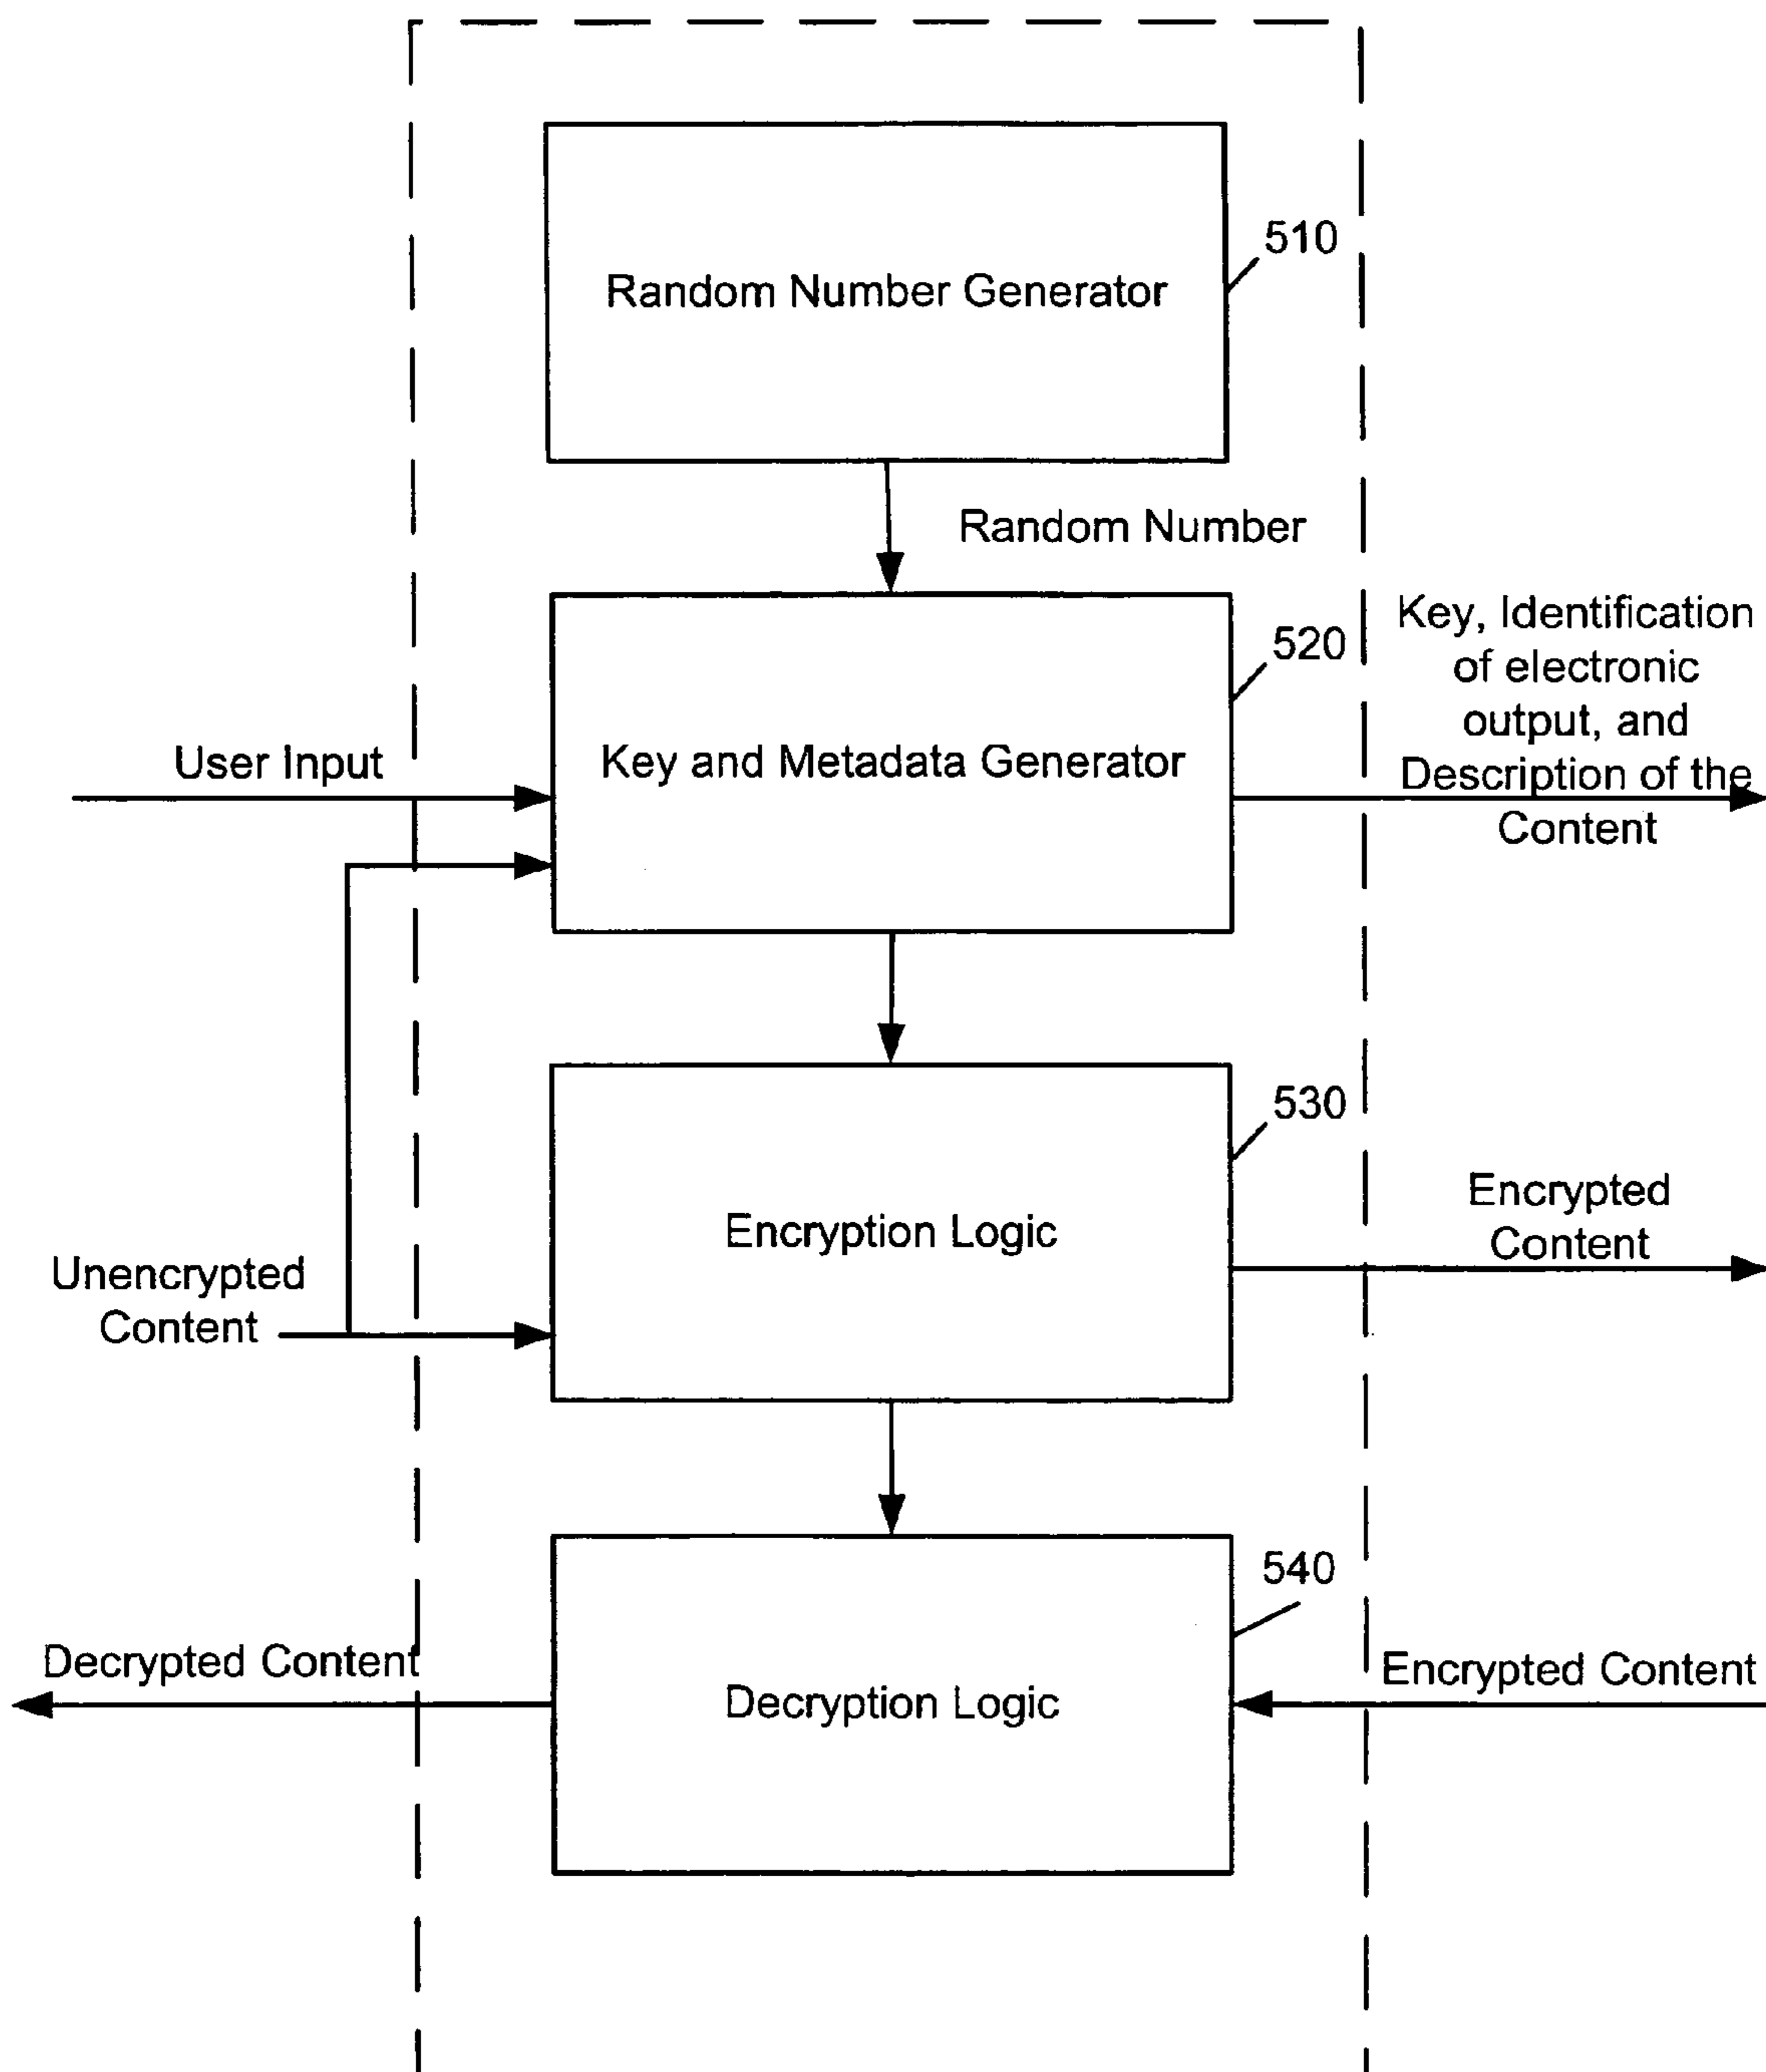 510
Random Number Generator
Random Number
Key, Identification
of electronic
output, and
Description of the
Content
520
User Input
Key and Metadata Generator
530
Encryption Logic
Encrypted
Content
Unencrypted
Content
540
Decrypted Content
Decryption Logic
Encrypted Content